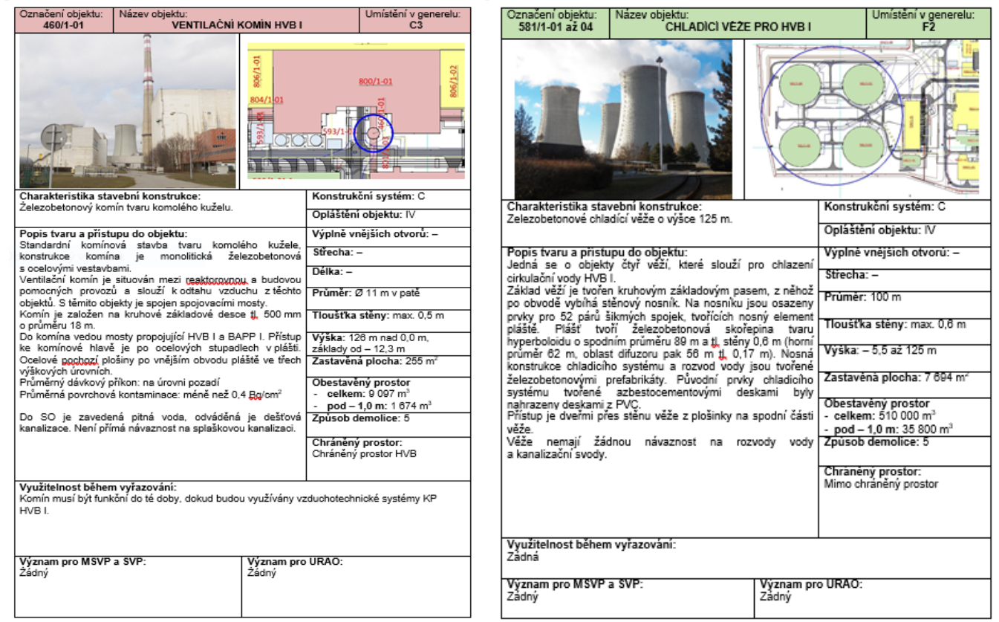 Označení objektu:
460/1-01
Název objektu:
VENTILAČNÍ KOMÍN HVB I
Umístění v generelu:
C3
806/1-01
800/1-01
806/1-02
804/1-01
460/1-01
593/1-01
593/1-0
Charakteristika stavební konstrukce:
Železobetonový komín tvaru komolého kuželu.
Konstrukční systém: C
Opláštění objektu: IV
Popis tvaru a přístupu do objektu:
Standardní komínová stavba tvaru komolého kužele,
konstrukce komína je monolitická železobetonová
s ocelovými vestavbami.
Ventilační komín je situován mezi reaktorovnou a budovou
pomocných provozů a slouží k odtahu vzduchu z těchto
objektů. S těmito objekty je spojen spojovacími mosty.
Komín je založen na kruhové základové desce tl. 500 mm
o průměru 18 m.
Do komína vedou mosty propojující HVB I a BAPP I. Přístup
ke komínové hlavě je po ocelových stupadlech v plášti.
Ocelové pochozí plošiny po vnějším obvodu pláště ve třech
výškových úrovních.
Průměrný dávkový příkon: na úrovni pozadí
Průměrná povrchová kontaminace: méně než 0,4 Bq/cm²
Do SO je zavedená pitná voda, odváděná je dešťová
kanalizace. Není přímá návaznost na splaškovou kanalizaci.
Výplně vnějších otvorů: –
Střecha: –
Délka: –
Průměr: Ø 11 m v patě
Tloušťka stěny: max. 0,5 m
Výška: 126 m nad 0,0 m,
základy od – 12,3 m
Zastavěná plocha: 255 m²
Obestavěný prostor
- celkem: 9 097 m³
- pod – 1,0 m: 1 674 m³
Způsob demolice: 5
Chráněný prostor:
Chráněný prostor HVB
Využitelnost během vyřazování:
Komín musí být funkční do té doby, dokud budou využívány vzduchotechnické systémy KP
HVB I.
Význam pro MSVP a SVP:
Žádný
Význam pro URAO:
Žádný
Označení objektu:
581/1-01 až 04
Název objektu:
CHLADÍCÍ VĚŽE PRO HVB I
Umístění v generelu:
F2
Charakteristika stavební konstrukce:
Železobetonové chladící věže o výšce 125 m.
Konstrukční systém: C
Opláštění objektu: IV
Popis tvaru a přístupu do objektu:
Jedná se o objekty čtyř věží, které slouží pro chlazení
cirkulační vody HVB I.
Základ věží je tvořen kruhovým základovým pasem, z něhož
po obvodě vybíhá stěnový nosník. Na nosníku jsou osazeny
prvky pro 52 párů šikmých spojek, tvořících nosný element
pláště. Plášť tvoří železobetonová skořepina tvaru
hyperboloidu o spodním průměru 89 m a tl. stěny 0,6 m (horní
průměr 62 m, oblast difuzoru pak 56 m tl. 0,17 m). Nosná
konstrukce chladicího systému a rozvod vody jsou tvořené
železobetonovými prefabrikáty. Původní prvky chladicího
systému tvořené azbestocementovými deskami byly
nahrazeny deskami z PVC.
Přístup je dveřmi přes stěnu věže z plošinky na spodní části
věže.
Věže nemají žádnou návaznost na rozvody vody
a kanalizační svody.
Výplně vnějších otvorů: –
Střecha: –
Průměr: 100 m
Tloušťka stěny: max. 0,6 m
Výška: – 5,5 až 125 m
Zastavěná plocha: 7 694 m²
Obestavěný prostor
- celkem: 510 000 m³
- pod – 1,0 m: 35 800 m³
Způsob demolice: 5
Chráněný prostor:
Mimo chráněný prostor
Využitelnost během vyřazování:
Žádná
Význam pro MSVP a SVP:
Žádný
Význam pro URAO:
Žádný